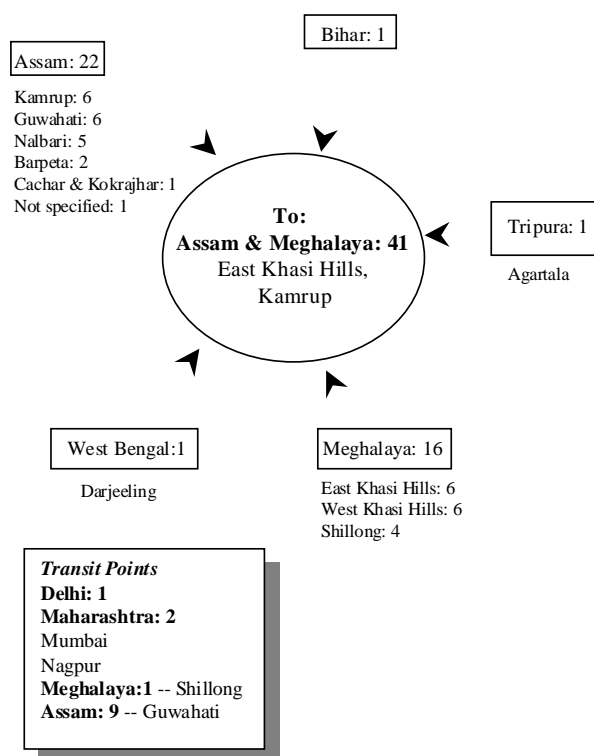 Bihar: 1
Assam: 22
Kamrup: 6
Guwahati: 6
Nalbari: 5
Barpeta: 2
Cachar & Kokrajhar: 1
Not specified: 1
To:
Assam & Meghalaya: 41
East Khasi Hills,
Kamrup
Tripura: 1
Agartala
West Bengal:1
Darjeeling
Meghalaya: 16
East Khasi Hills: 6
West Khasi Hills: 6
Shillong: 4
Transit Points
Delhi: 1
Maharashtra: 2
Mumbai
Nagpur
Meghalaya:1 -- Shillong
Assam: 9 -- Guwahati